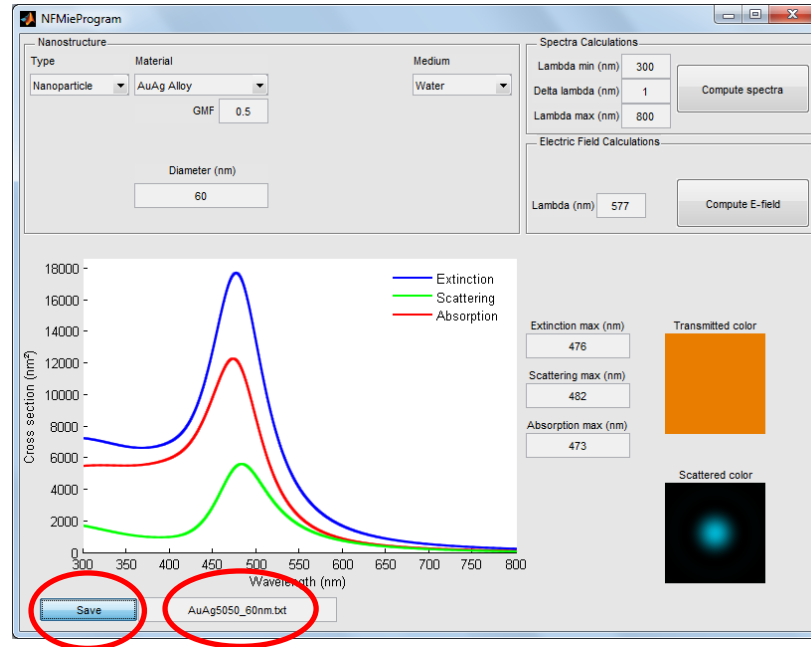 NFMieProgram
Nanostructure
Type
Material
Medium
Nanoparticle
AuAg Alloy
Water
GMF 0.5
Diameter (nm)
60
Spectra Calculations
Lambda min (nm) 300
Delta lambda (nm) 1
Lambda max (nm) 800
Compute spectra
Electric Field Calculations
Lambda (nm) 577
Compute E-field
18000
16000
14000
12000
10000
8000
6000
4000
2000
0
Cross section (nm²)
300 350 400 450 500 550 600 650 700 750 800
Wavelength (nm)
Extinction
Scattering
Absorption
Extinction max (nm)
476
Scattering max (nm)
482
Absorption max (nm)
473
Transmitted color
Scattered color
Save
AuAg5050_60nm.txt